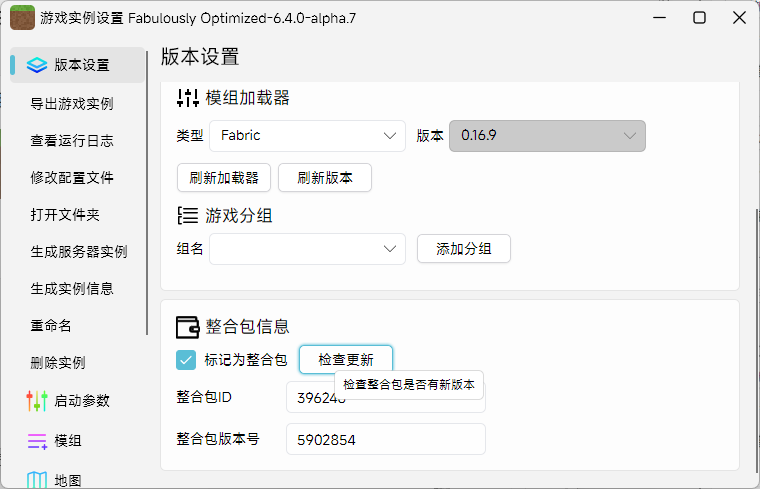 游戏实例设置 Fabulously Optimized-6.4.0-alpha.7
版本设置
导出游戏实例
查看运行日志
修改配置文件
打开文件夹
生成服务器实例
生成实例信息
重命名
删除实例
启动参数
模组
地图
版本设置
模组加载器
类型 Fabric 版本 0.16.9
刷新加载器 刷新版本
游戏分组
组名 添加分组
整合包信息
标记为整合包 检查更新
检查整合包是否有新版本
整合包ID
整合包版本号 5902854